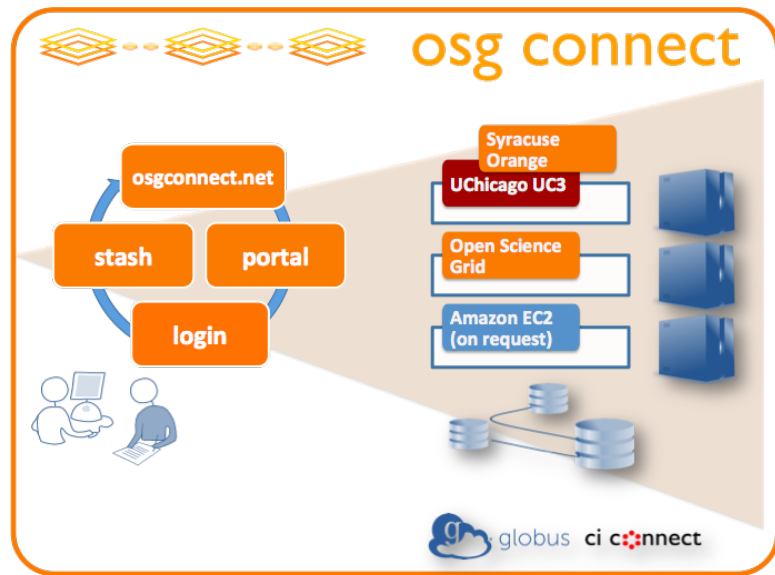 osg connect
osgconnect.net
stash
portal
login
Syracuse
Orange
UChicago UC3
Open Science
Grid
Amazon EC2
(on request)
g
globus
ci connect